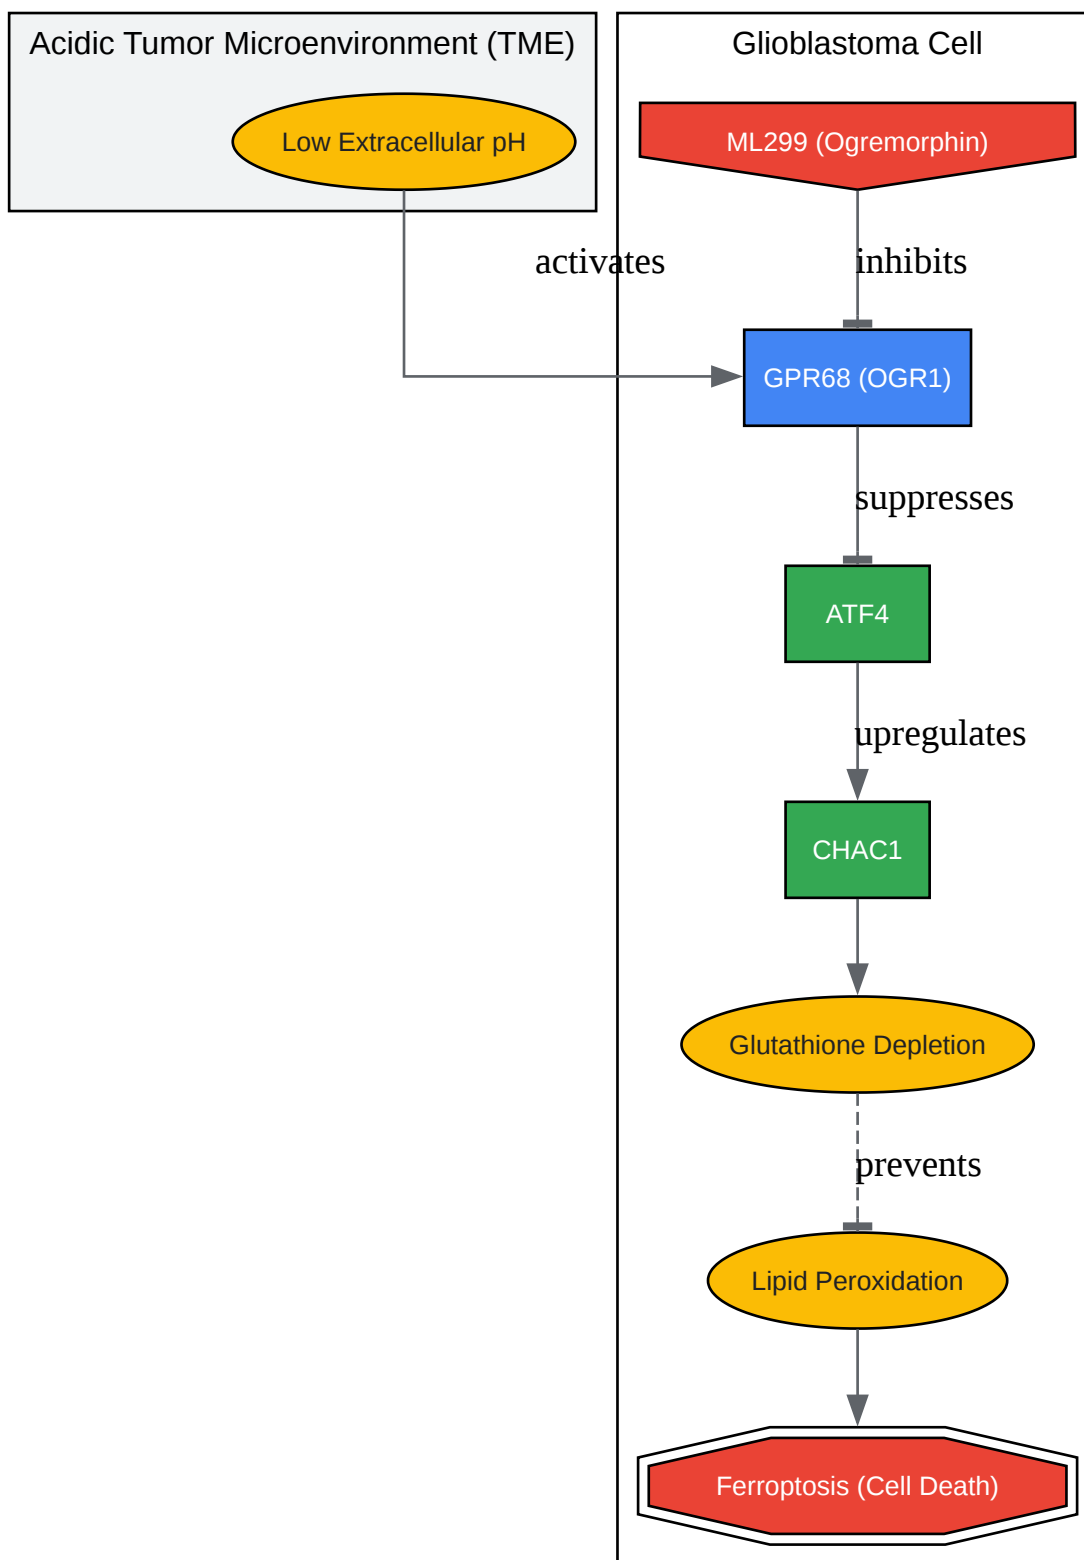 Acidic Tumor Microenvironment (TME)
Glioblastoma Cell
Low Extracellular pH
ML299 (Ogremorphin)
activates
inhibits
GPR68 (OGR1)
suppresses
ATF4
upregulates
CHAC1
Glutathione Depletion
prevents
Lipid Peroxidation
Ferroptosis (Cell Death)